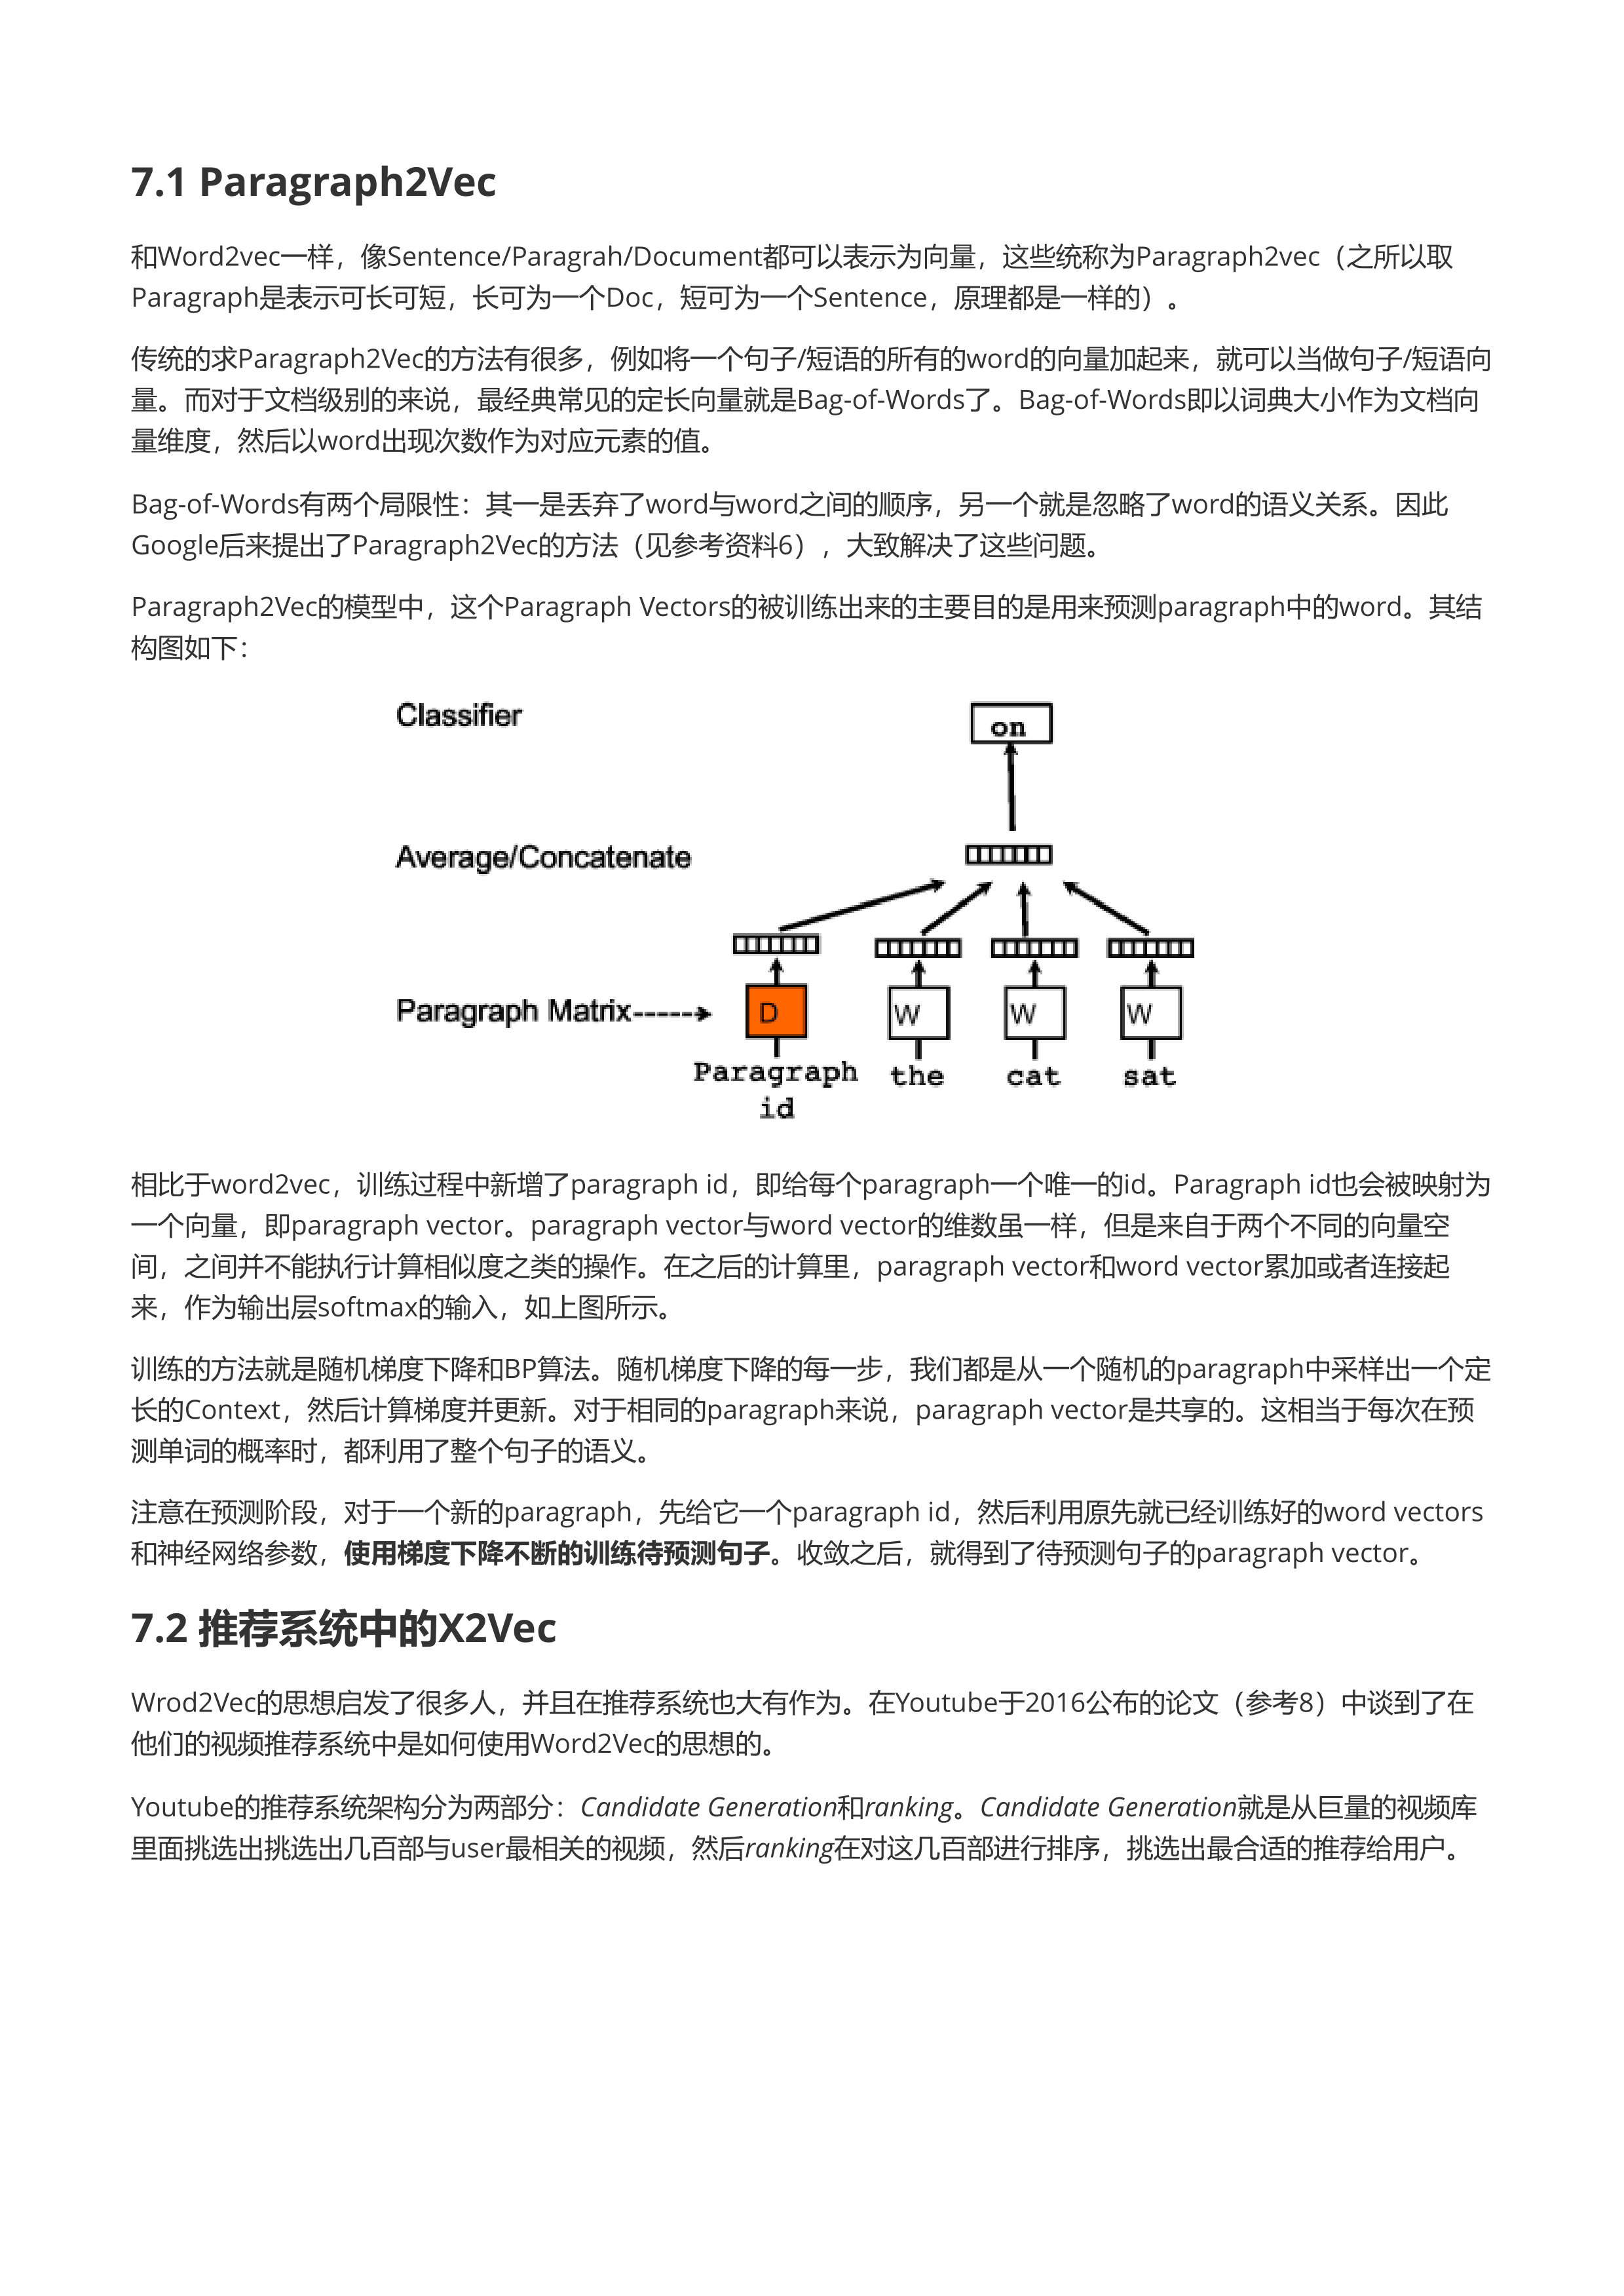 7.1 Paragraph2Vec
和Word2vec一样，像Sentence/Paragrah/Document都可以表示为向量，这些统称为Paragraph2vec（之所以取
Paragraph是表示可长可短，长可为一个Doc，短可为一个Sentence，原理都是一样的）。
传统的求Paragraph2Vec的方法有很多，例如将一个句子/短语的所有的word的向量加起来，就可以当做句子/短语向
量。而对于文档级别的来说，最经典常见的定长向量就是Bag-of-Words了。Bag-of-Words即以词典大小作为文档向
量维度，然后以word出现次数作为对应元素的值。
Bag-of-Words有两个局限性：其一是丢弃了word与word之间的顺序，另一个就是忽略了word的语义关系。因此
Google后来提出了Paragraph2Vec的方法（见参考资料6），大致解决了这些问题。
Paragraph2Vec的模型中，这个Paragraph Vectors的被训练出来的主要目的是用来预测paragraph中的word。其结
构图如下：
Classifier
on
Average/Concatenate
Paragraph Matrix----->
D
W
W
W
Paragraph
id
the
cat
sat
相比于word2vec，训练过程中新增了paragraph id，即给每个paragraph一个唯一的id。Paragraph id也会被映射为
一个向量，即paragraph vector。paragraph vector与word vector的维数虽一样，但是来自于两个不同的向量空
间，之间并不能执行计算相似度之类的操作。在之后的计算里，paragraph vector和word vector累加或者连接起
来，作为输出层softmax的输入，如上图所示。
训练的方法就是随机梯度下降和BP算法。随机梯度下降的每一步，我们都是从一个随机的paragraph中采样出一个定
长的Context，然后计算梯度并更新。对于相同的paragraph来说，paragraph vector是共享的。这相当于每次在预
测单词的概率时，都利用了整个句子的语义。
注意在预测阶段，对于一个新的paragraph，先给它一个paragraph id，然后利用原先就已经训练好的word vectors
和神经网络参数，使用梯度下降不断的训练待预测句子。收敛之后，就得到了待预测句子的paragraph vector。
7.2 推荐系统中的X2Vec
Wrod2Vec的思想启发了很多人，并且在推荐系统也大有作为。在Youtube于2016公布的论文（参考8）中谈到了在
他们的视频推荐系统中是如何使用Word2Vec的思想的。
Youtube的推荐系统架构分为两部分：Candidate Generation和ranking。Candidate Generation就是从巨量的视频库
里面挑选出挑选出几百部与user最相关的视频，然后ranking在对这几百部进行排序，挑选出最合适的推荐给用户。